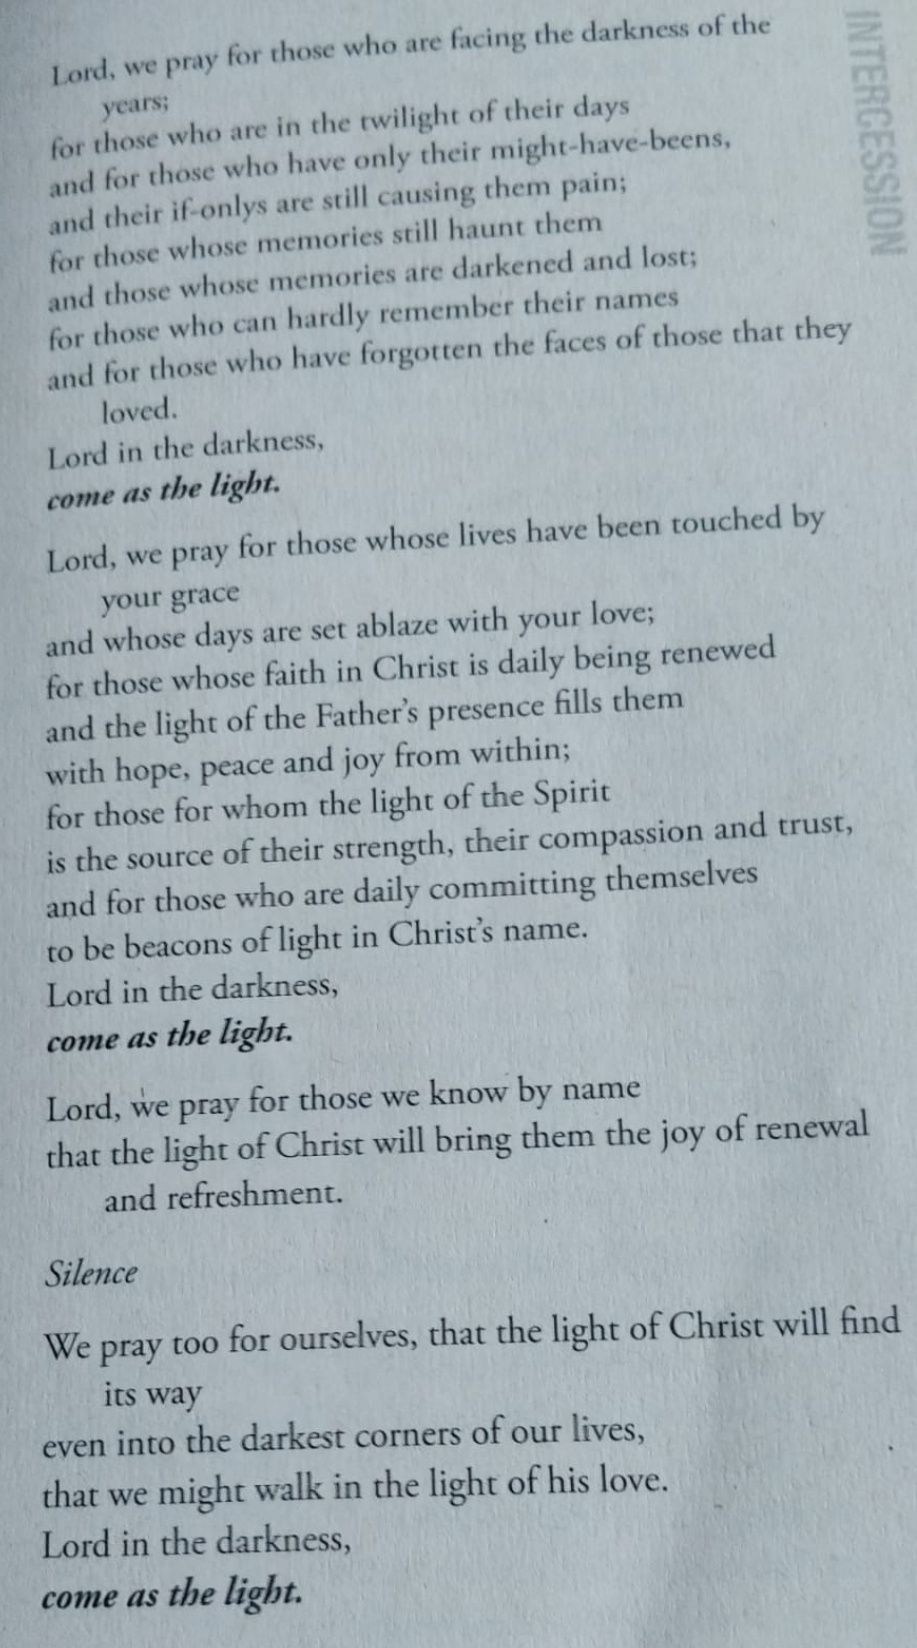 INTERCESSION
Lord, we pray for those who are facing the darkness of the
years;
for those who are in the twilight of their days
and for those who have only their might-have-beens,
and their if-onlys are still causing them pain;
for those whose memories still haunt them
and those whose memories are darkened and lost;
for those who can hardly remember their names
and for those who have forgotten the faces of those that they
loved.
Lord in the darkness,
come as the light.
Lord, we pray for those whose lives have been touched by
your grace
and whose days are set ablaze with your love;
for those whose faith in Christ is daily being renewed
and the light of the Father's presence fills them
with hope, peace and joy from within;
for those for whom the light of the Spirit
is the source of their strength, their compassion and trust,
and for those who are daily committing themselves
to be beacons of light in Christ's name.
Lord in the darkness,
come as the light.
Lord, we pray for those we know by name
that the light of Christ will bring them the joy of renewal
and refreshment.
Silence
We pray too for ourselves, that the light of Christ will find
its way
even into the darkest corners of our lives,
that we might walk in the light of his love.
Lord in the darkness,
come as the light.